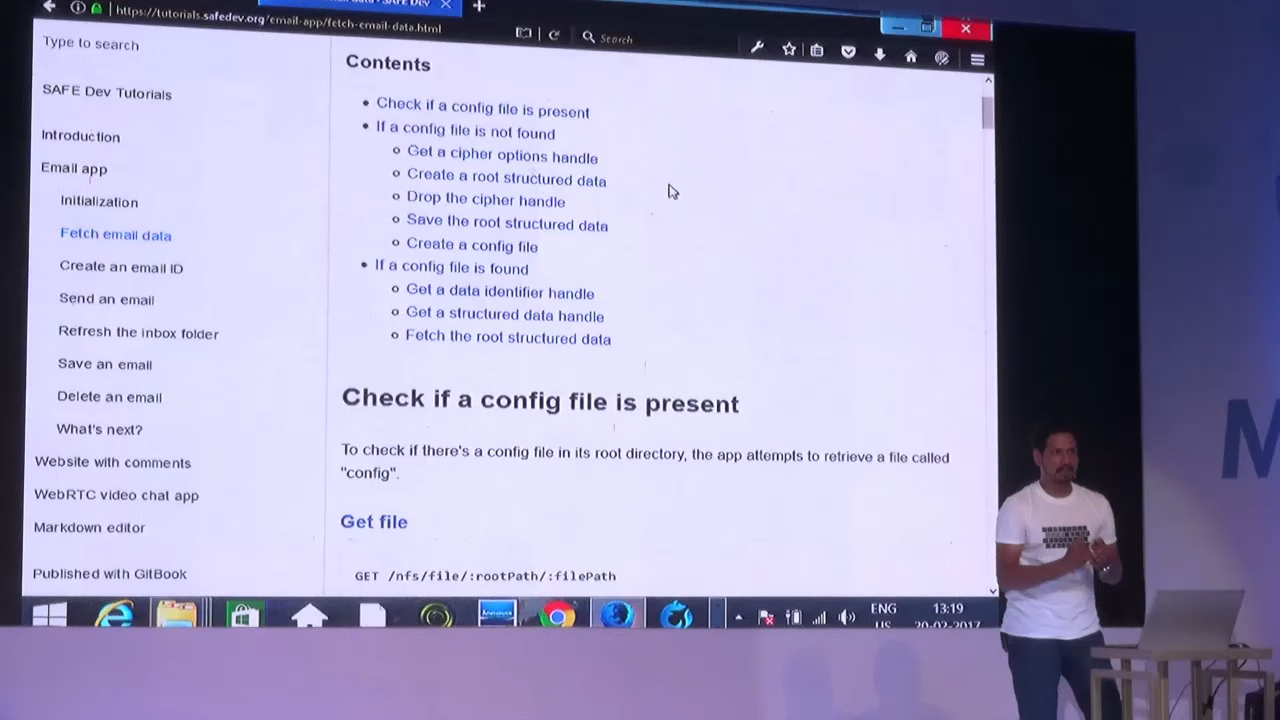 SAFE Dev
https://tutorials.safedev.org/email-app/fetch-email-data.html
Search
Type to search
SAFE Dev Tutorials
Introduction
Email app
Initialization
Fetch email data
Create an email ID
Send an email
Refresh the inbox folder
Save an email
Delete an email
What's next?
Website with comments
WebRTC video chat app
Markdown editor
Published with GitBook
Contents
• Check if a config file is present
• If a config file is not found
Get a cipher options handle
Create a root structured data
Drop the cipher handle
Save the root structured data
Create a config file
• If a config file is found
Get a data identifier handle
Get a structured data handle
Fetch the root structured data
Check if a config file is present
To check if there's a config file in its root directory, the app attempts to retrieve a file called
"config".
Get file
GET /nfs/file/:rootPath/:filePath
ENG
US
13:19
20-02-2017
M